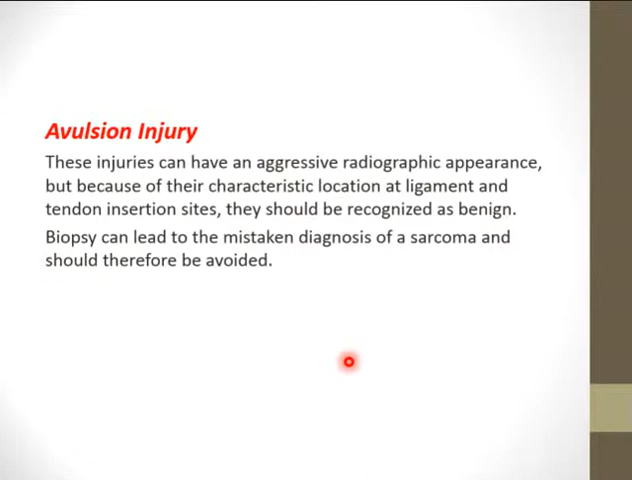 Avulsion Injury
These injuries can have an aggressive radiographic appearance,
but because of their characteristic location at ligament and
tendon insertion sites, they should be recognized as benign.
Biopsy can lead to the mistaken diagnosis of a sarcoma and
should therefore be avoided.